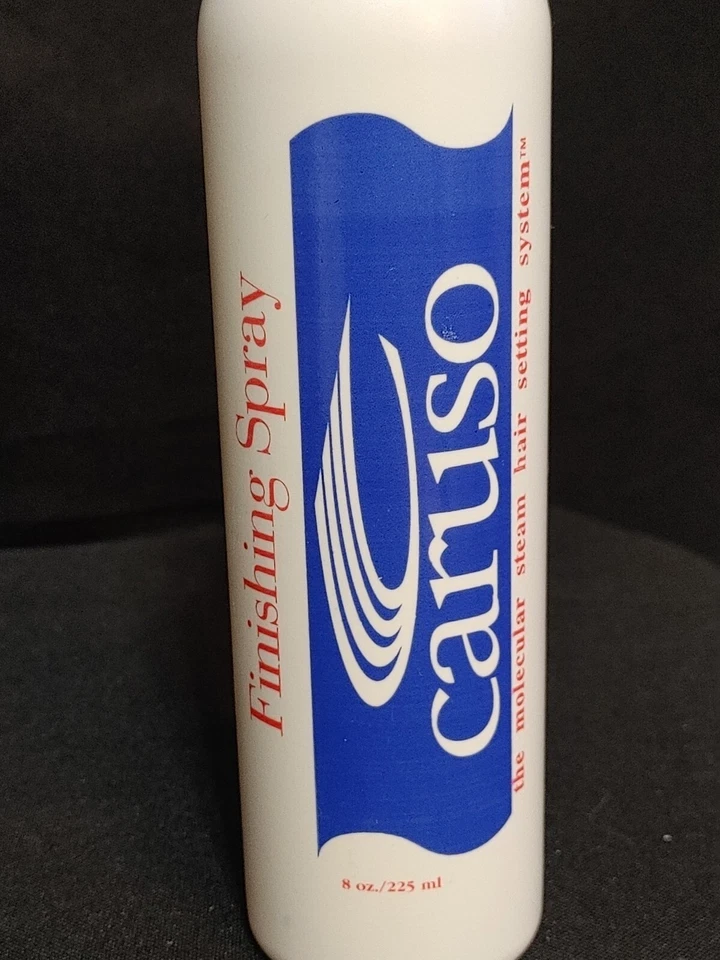 Finishing Spray
caruso
the molecular steam hair setting system™
8 oz./225 ml